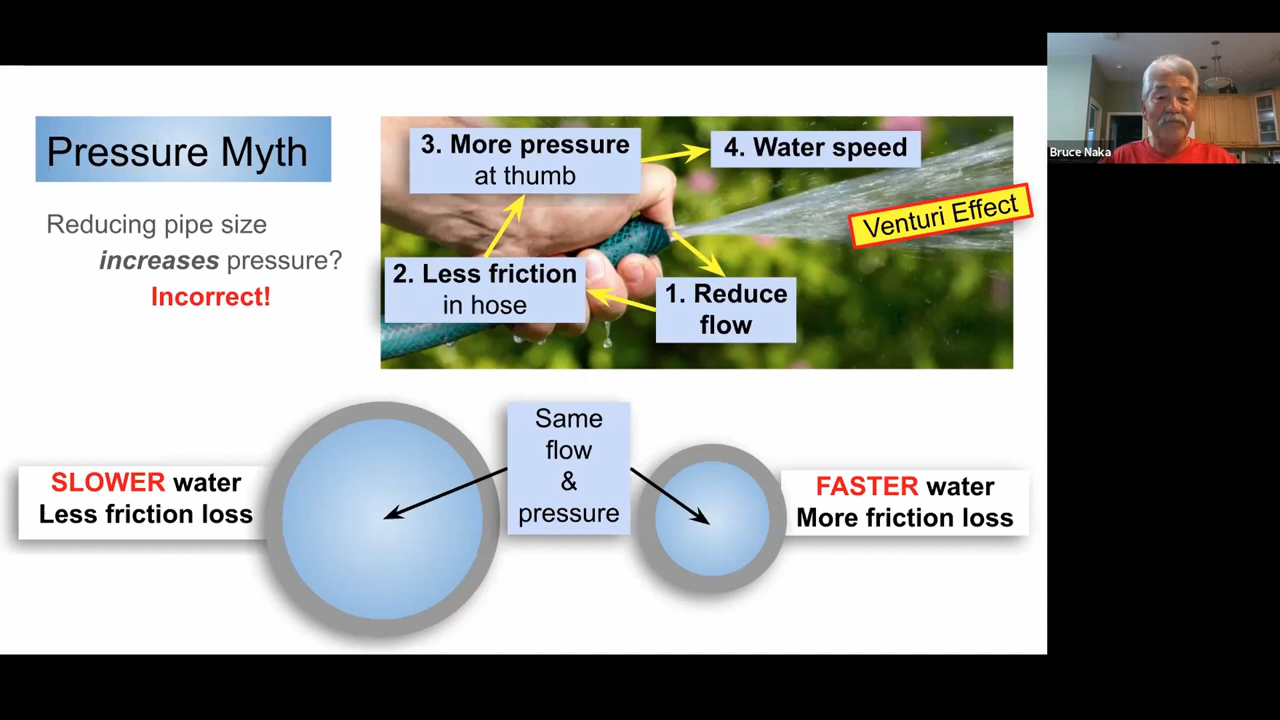 Pressure Myth
Reducing pipe size
increases pressure?
Incorrect!
3. More pressure
at thumb
4. Water speed
Venturi Effect
2. Less friction
in hose
1. Reduce
flow
Same
flow
&
pressure
SLOWER water
Less friction loss
FASTER water
More friction loss
Bruce Naka